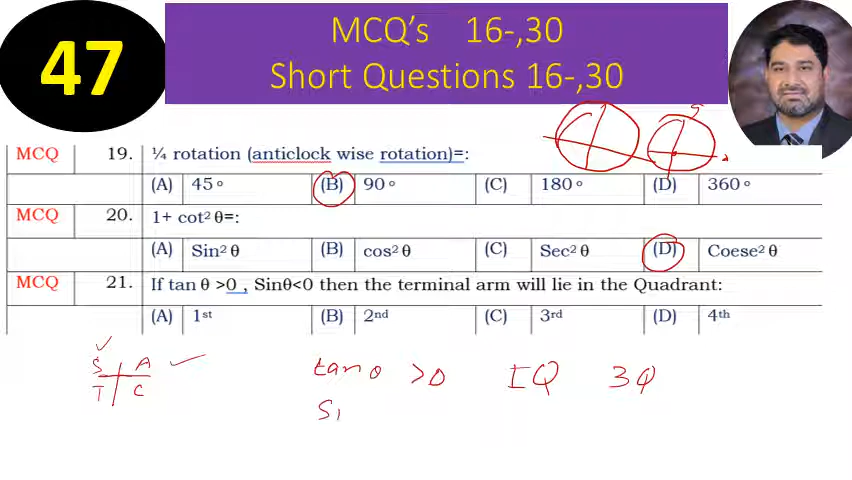 47
MCQ's 16-,30
Short Questions 16-,30
MCQ 19. ¼ rotation (anticlock wise rotation)=:
(A) 45° (B) 90° (C) 180° (D) 360°
MCQ 20. 1+ cot² θ=:
(A) Sin² θ (B) cos² θ (C) Sec² θ (D) Coese² θ
MCQ 21. If tan θ >0 , Sinθ<0 then the terminal arm will lie in the Quadrant:
(A) 1st (B) 2nd (C) 3rd (D) 4th
S A
T C
tan θ >0 I Q 3 Q
Si